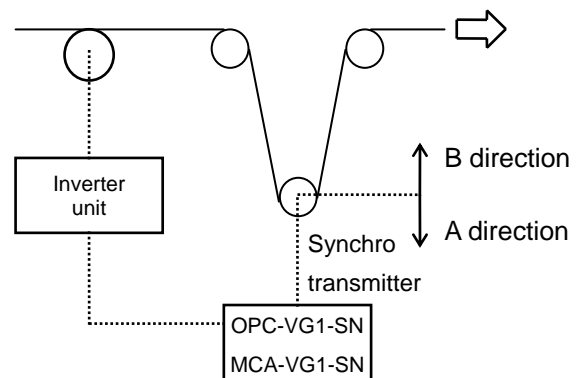 B direction
Inverter
unit
A direction
Synchro
transmitter
OPC-VG1-SN
MCA-VG1-SN